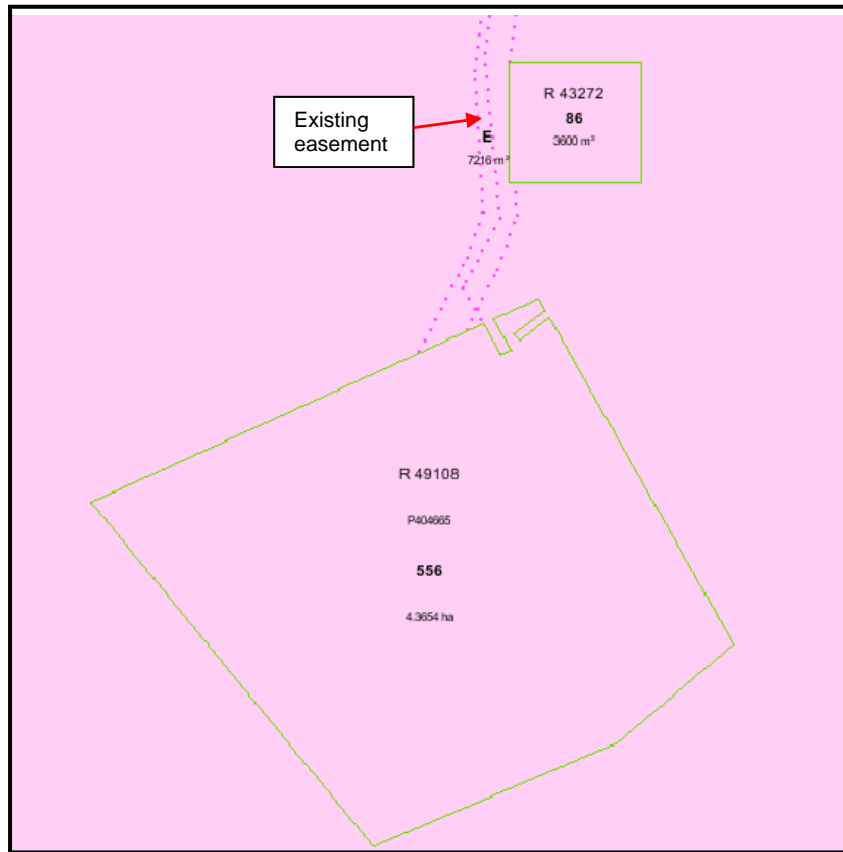 R 43272
86
3600 m²
Existing
easement
E
7216 m²
R 49108
P404665
556
4.3654 ha